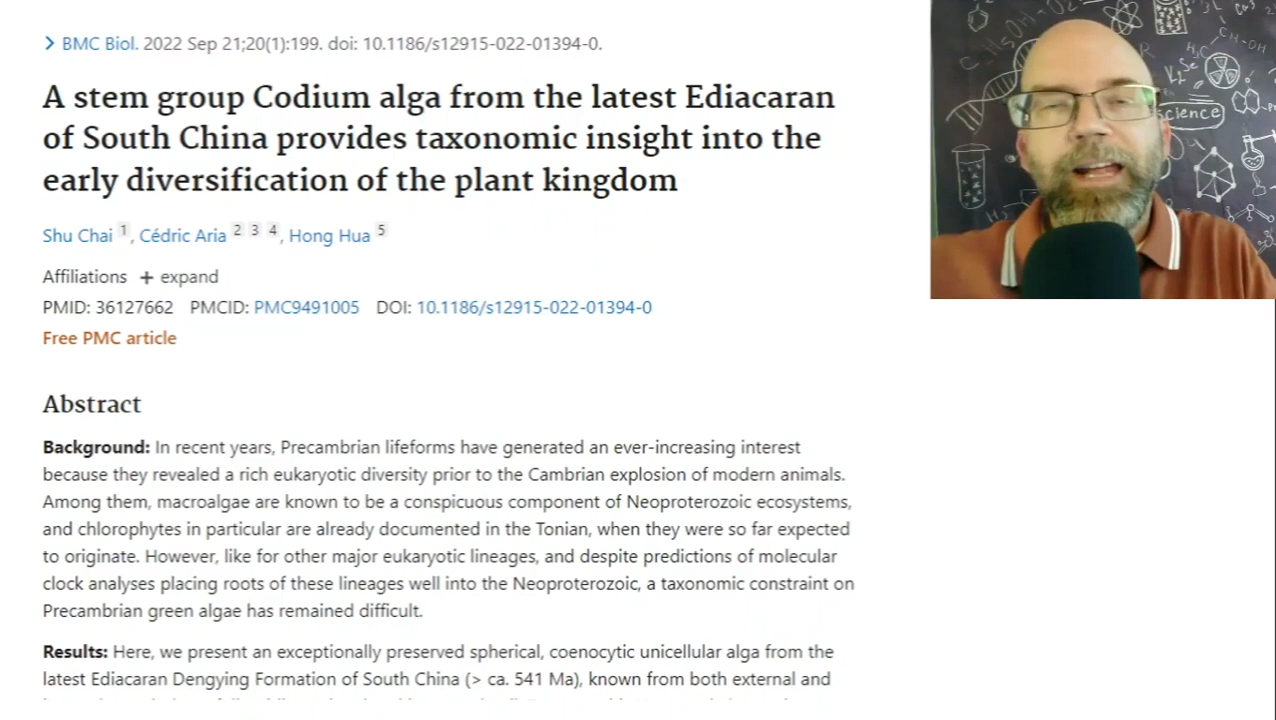 BMC Biol. 2022 Sep 21;20(1):199. doi: 10.1186/s12915-022-01394-0.
A stem group Codium alga from the latest Ediacaran
of South China provides taxonomic insight into the
early diversification of the plant kingdom
Shu Chai 1, Cédric Aria 2 3 4, Hong Hua 5
Affiliations + expand
PMID: 36127662 PMCID: PMC9491005 DOI: 10.1186/s12915-022-01394-0
Free PMC article
Abstract
Background: In recent years, Precambrian lifeforms have generated an ever-increasing interest
because they revealed a rich eukaryotic diversity prior to the Cambrian explosion of modern animals.
Among them, macroalgae are known to be a conspicuous component of Neoproterozoic ecosystems,
and chlorophytes in particular are already documented in the Tonian, when they were so far expected
to originate. However, like for other major eukaryotic lineages, and despite predictions of molecular
clock analyses placing roots of these lineages well into the Neoproterozoic, a taxonomic constraint on
Precambrian green algae has remained difficult.
Results: Here, we present an exceptionally preserved spherical, coenocytic unicellular alga from the
latest Ediacaran Dengying Formation of South China (> ca. 541 Ma), known from both external and
science
CH-OH
H₃C
Se